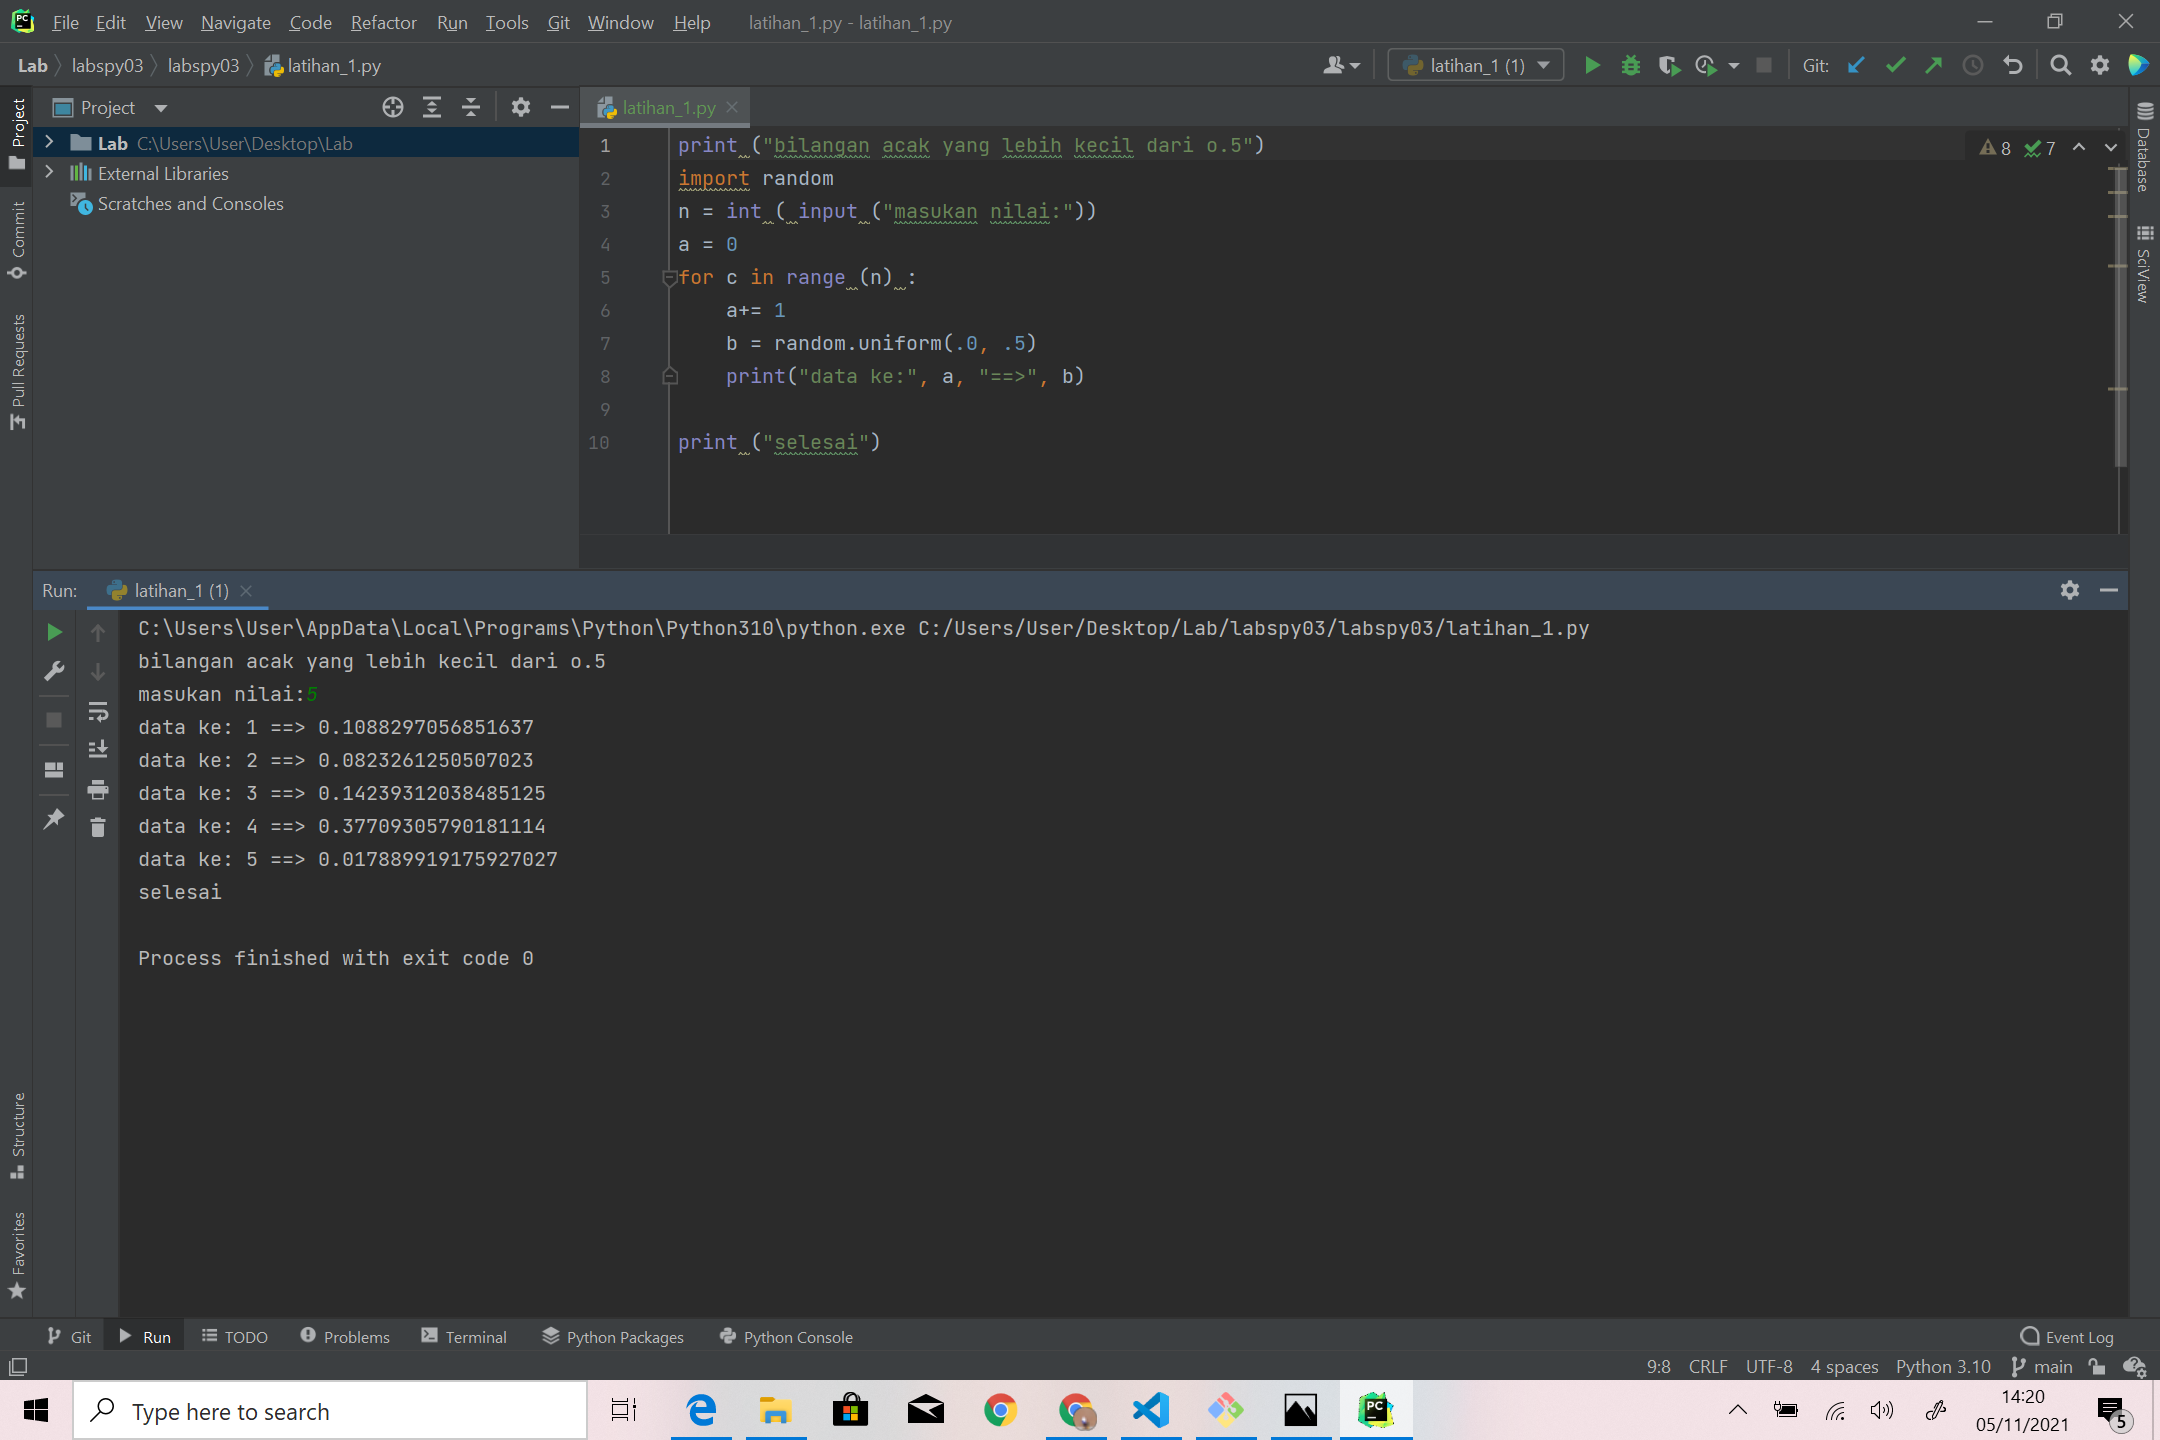 File Edit View Navigate Code Refactor Run Tools Git Window Help latihan_1.py - latihan_1.py
Lab labspy03 labspy03 latihan_1.py latihan_1 (1) Git:
Project latihan_1.py
Lab C:\Users\User\Desktop\Lab
External Libraries
Scratches and Consoles
Project
Commit
Pull Requests
Structure
Favorites
Database
SciView
8 7
1 print ("bilangan acak yang lebih kecil dari o.5")
2 import random
3 n = int ( input ("masukan nilai:"))
4 a = 0
5 for c in range (n) :
6 a+= 1
7 b = random.uniform(.0, .5)
8 print("data ke:", a, "==>", b)
9
10 print ("selesai")
Run: latihan_1 (1)
C:\Users\User\AppData\Local\Programs\Python\Python310\python.exe C:/Users/User/Desktop/Lab/labspy03/labspy03/latihan_1.py
bilangan acak yang lebih kecil dari o.5
masukan nilai:5
data ke: 1 ==> 0.1088297056851637
data ke: 2 ==> 0.0823261250507023
data ke: 3 ==> 0.14239312038485125
data ke: 4 ==> 0.37709305790181114
data ke: 5 ==> 0.017889919175927027
selesai
Process finished with exit code 0
Git Run TODO Problems Terminal Python Packages Python Console Event Log
9:8 CRLF UTF-8 4 spaces Python 3.10 main
Type here to search
PC
14:20
05/11/2021
5